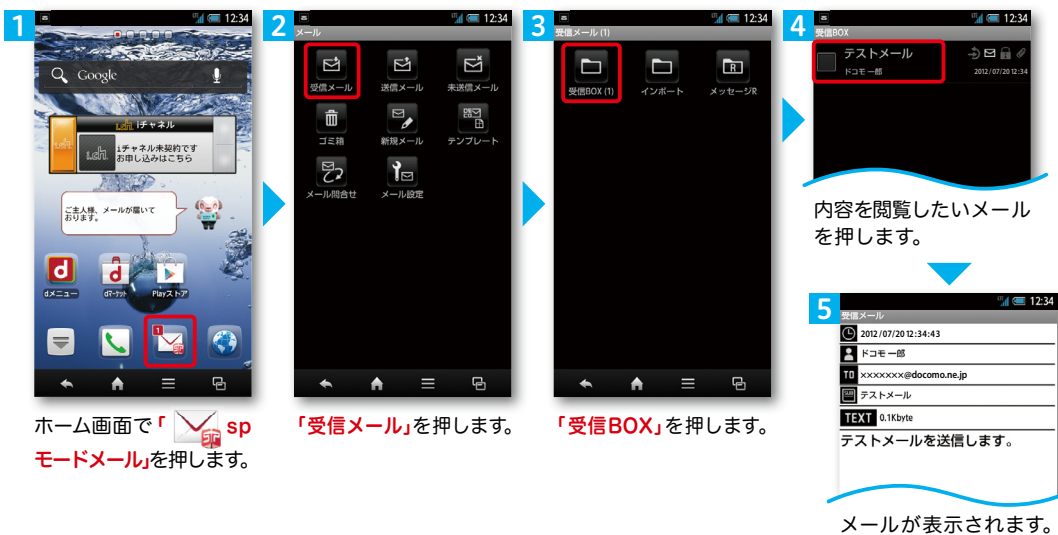 1
12:34
Google
i.ch iチャネル
i.ch
i.ch
iチャネル未契約です
お申し込みはこちら
ご主人様、メールが届いて
おります。
d
d
dメニュー
dマーケット
Playストア
1
ホーム画面で「 sp
モードメール」を押します。
2
12:34
メール
受信メール
送信メール
未送信メール
ゴミ箱
新規メール
テンプレート
メール問合せ
メール設定
「受信メール」を押します。
3
12:34
受信メール(1)
受信BOX (1)
インポート
R
メッセージR
「受信BOX」を押します。
4
12:34
受信BOX
テストメール
ドコモ 一郎
2012/07/20 12:34
内容を閲覧したいメール
を押します。
5
12:34
受信メール
2012/07/20 12:34:43
ドコモ 一郎
TO ×××××××@docomo.ne.jp
SUB テストメール
TEXT 0.1Kbyte
テストメールを送信します。
メールが表示されます。